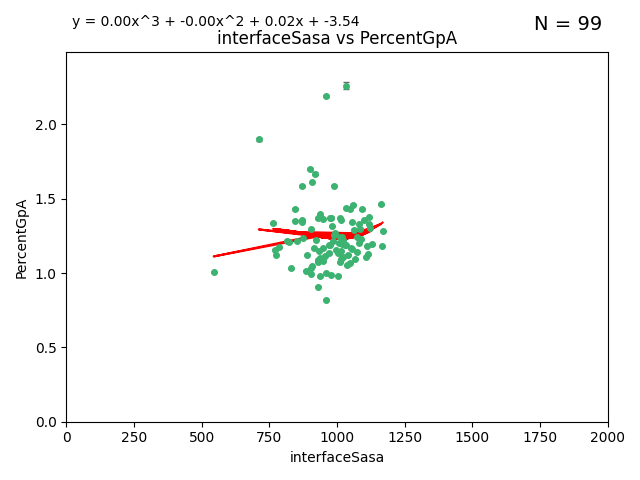 y = 0.00x^3 + -0.00x^2 + 0.02x + -3.54
N = 99
interfaceSasa vs PercentGpA
PercentGpA
2.0
1.5
1.0
0.5
0.0
0 250 500 750 1000 1250 1500 1750 2000
interfaceSasa